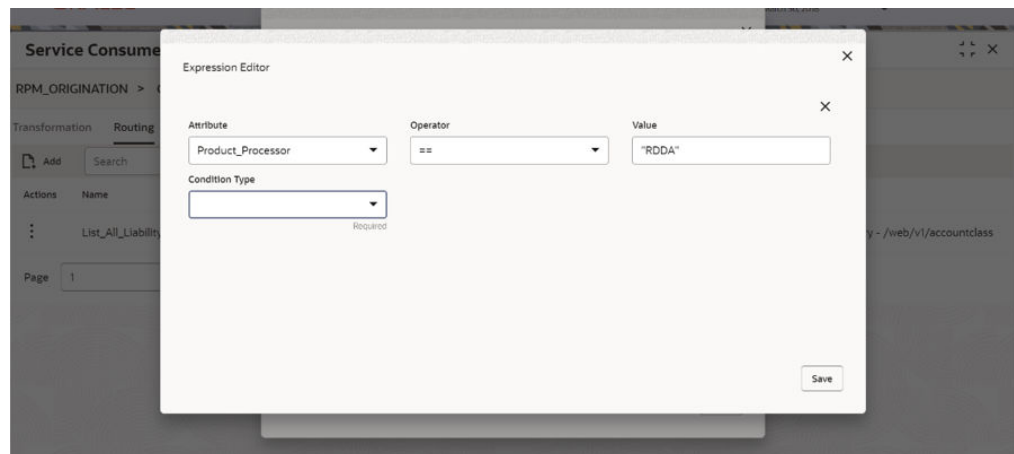 Service Consume
RPM_ORIGINATION >
Transformation Routing
Add Search
Actions Name
List_All_Liability
y - /web/v1/accountclass
Page 1
Expression Editor
Attribute Operator Value
Product_Processor == "RDDA"
Condition Type
Required
Save